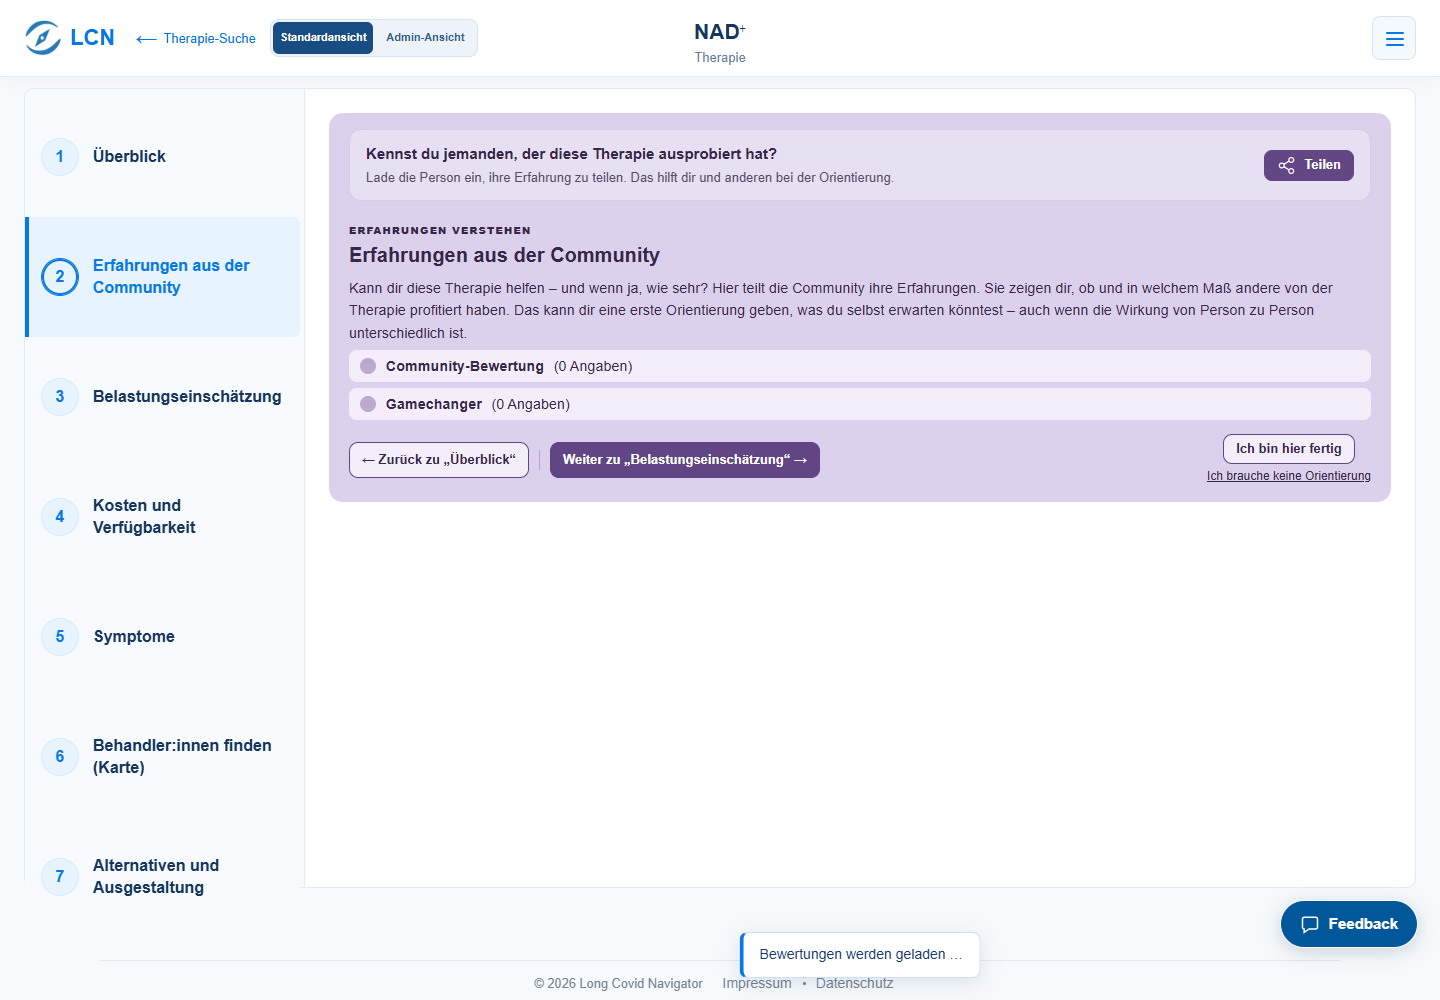 LCN
← Therapie-Suche
Standardansicht
Admin-Ansicht
NAD+
Therapie
1
Überblick
2
Erfahrungen aus der
Community
3
Belastungseinschätzung
4
Kosten und
Verfügbarkeit
5
Symptome
6
Behandler:innen finden
(Karte)
7
Alternativen und
Ausgestaltung
Kennst du jemanden, der diese Therapie ausprobiert hat?
Lade die Person ein, ihre Erfahrung zu teilen. Das hilft dir und anderen bei der Orientierung.
Teilen
ERFAHRUNGEN VERSTEHEN
Erfahrungen aus der Community
Kann dir diese Therapie helfen – und wenn ja, wie sehr? Hier teilt die Community ihre Erfahrungen. Sie zeigen dir, ob und in welchem Maß andere von der
Therapie profitiert haben. Das kann dir eine erste Orientierung geben, was du selbst erwarten könntest – auch wenn die Wirkung von Person zu Person
unterschiedlich ist.
Community-Bewertung (0 Angaben)
Gamechanger (0 Angaben)
← Zurück zu „Überblick“
Weiter zu „Belastungseinschätzung“ →
Ich bin hier fertig
Ich brauche keine Orientierung
Feedback
Bewertungen werden geladen …
© 2026 Long Covid Navigator
Impressum • Datenschutz